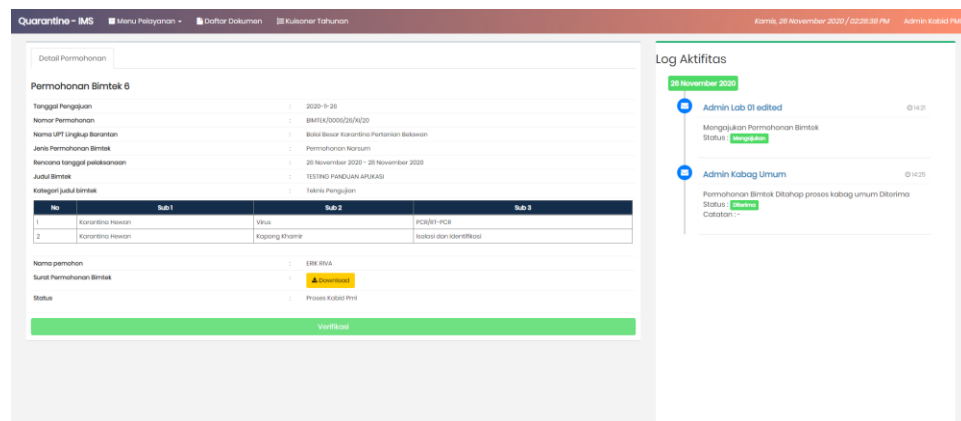 Quarantine - IMS Menu Pelayanan Daftar Dokumen Kuisoner Tahunan Kamis, 26 November 2020 / 02:28:38 PM Admin Kabid PMI
Detail Permohonan
Permohonan Bimtek 6
Tanggal Pengajuan : 2020-11-26
Nomor Permohonan : BIMTEK/0006/26/XI/20
Nama UPT Lingkup Barantan : Balai Besar Karantina Pertanian Belawan
Jenis Permohonan Bimtek : Permohonan Narsum
Rencana tanggal pelaksanaan : 26 November 2020 - 28 November 2020
Judul Bimtek : TESTING PANDUAN APLIKASI
Kategori judul bimtek : Teknis Pengujian
No Sub 1 Sub 2 Sub 3
1 Karantina Hewan Virus PCR/RT-PCR
2 Karantina Hewan Kapang Khamir Isolasi dan Identifikasi
Nama pemohon : ERIK RIVA
Surat Permohonan Bimtek : Download
Status : Proses Kabid Pmi
Verifikasi
Log Aktifitas
26 November 2020
Admin Lab 01 edited 14:21
Mengajukan Permohonan Bimtek
Status : Mengajukan
Admin Kabag Umum 14:25
Permohonan Bimtek Ditahap proses kabag umum Diterima
Status : Diterima
Catatan : -